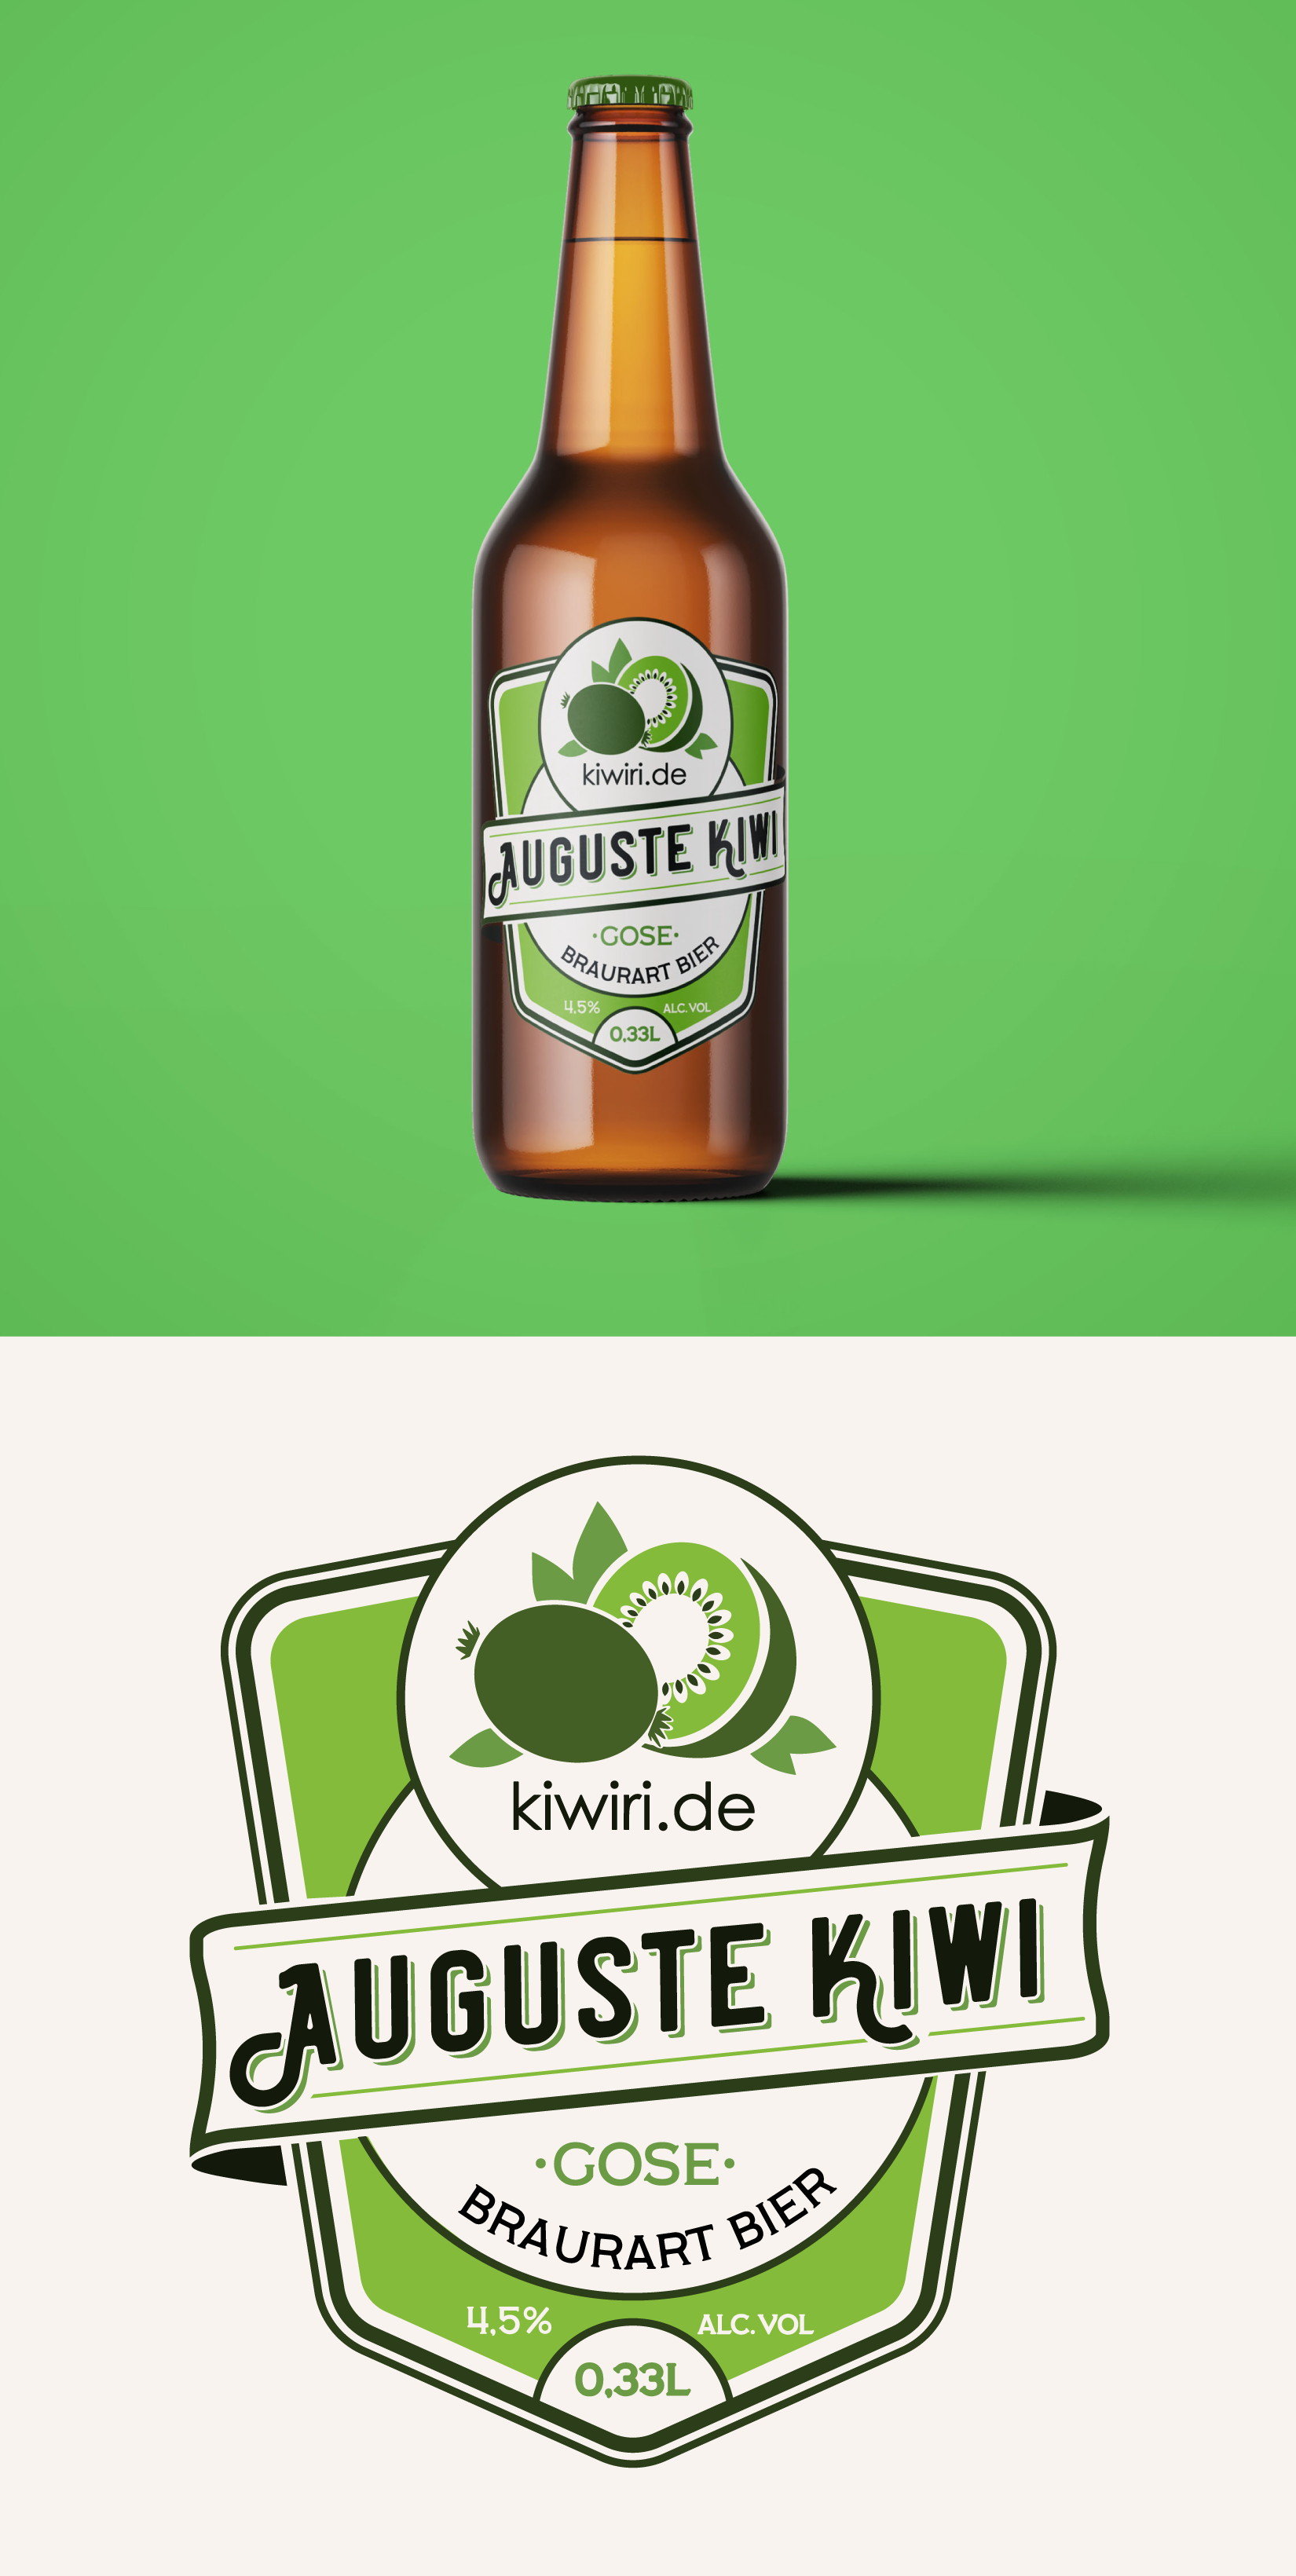 kiwiri.de
AUGUSTE KIWI
·GOSE·
BRAURART BIER
4,5% ALC. VOL
0,33L
kiwiri.de
AUGUSTE KIWI
·GOSE·
BRAURART BIER
4,5% ALC. VOL
0,33L